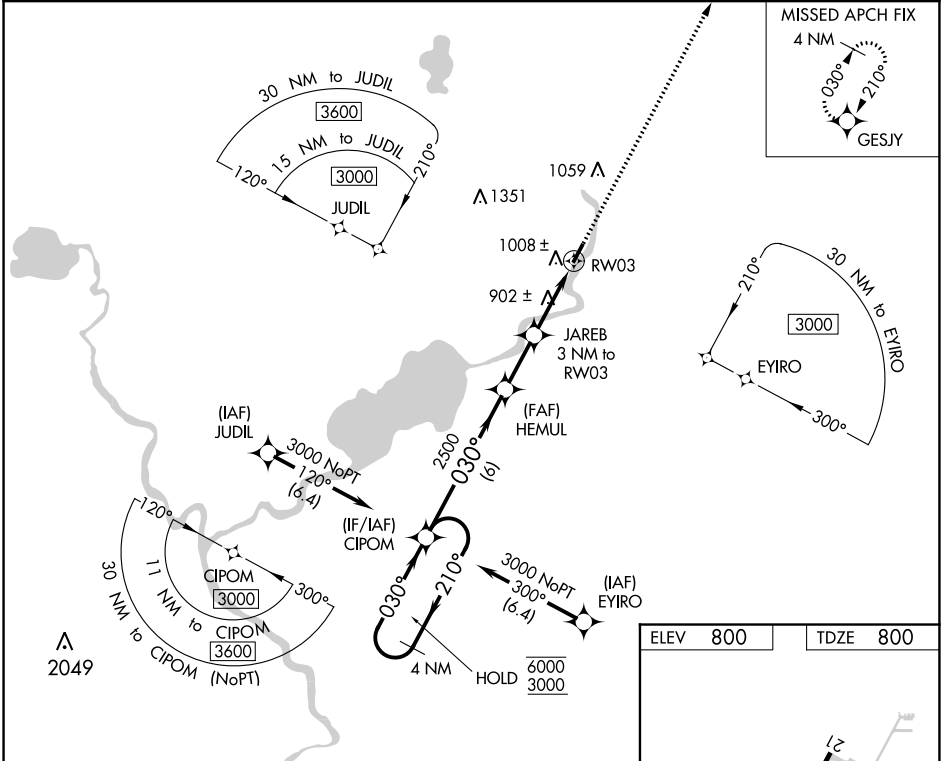 MISSED APCH FIX
4 NM
030°
210°
GESJY
30 NM to JUDIL
3600
15 NM to JUDIL
3000
120°
210°
JUDIL
1059
1351
1008 ±
RW03
902 ±
JAREB
3 NM to
RW03
210°
30 NM to EYIRO
3000
EYIRO
300°
(FAF)
HEMUL
2500
030°
(6)
(IAF)
JUDIL
3000 NoPT
120°
(6.4)
(IF/IAF)
CIPOM
030°
210°
4 NM
HOLD
6000
3000
3000 NoPT
300°
(6.4)
(IAF)
EYIRO
120°
300°
CIPOM
3000
11 NM to CIPOM
3600
30 NM to CIPOM (NoPT)
2049
ELEV 800
TDZE 800
21